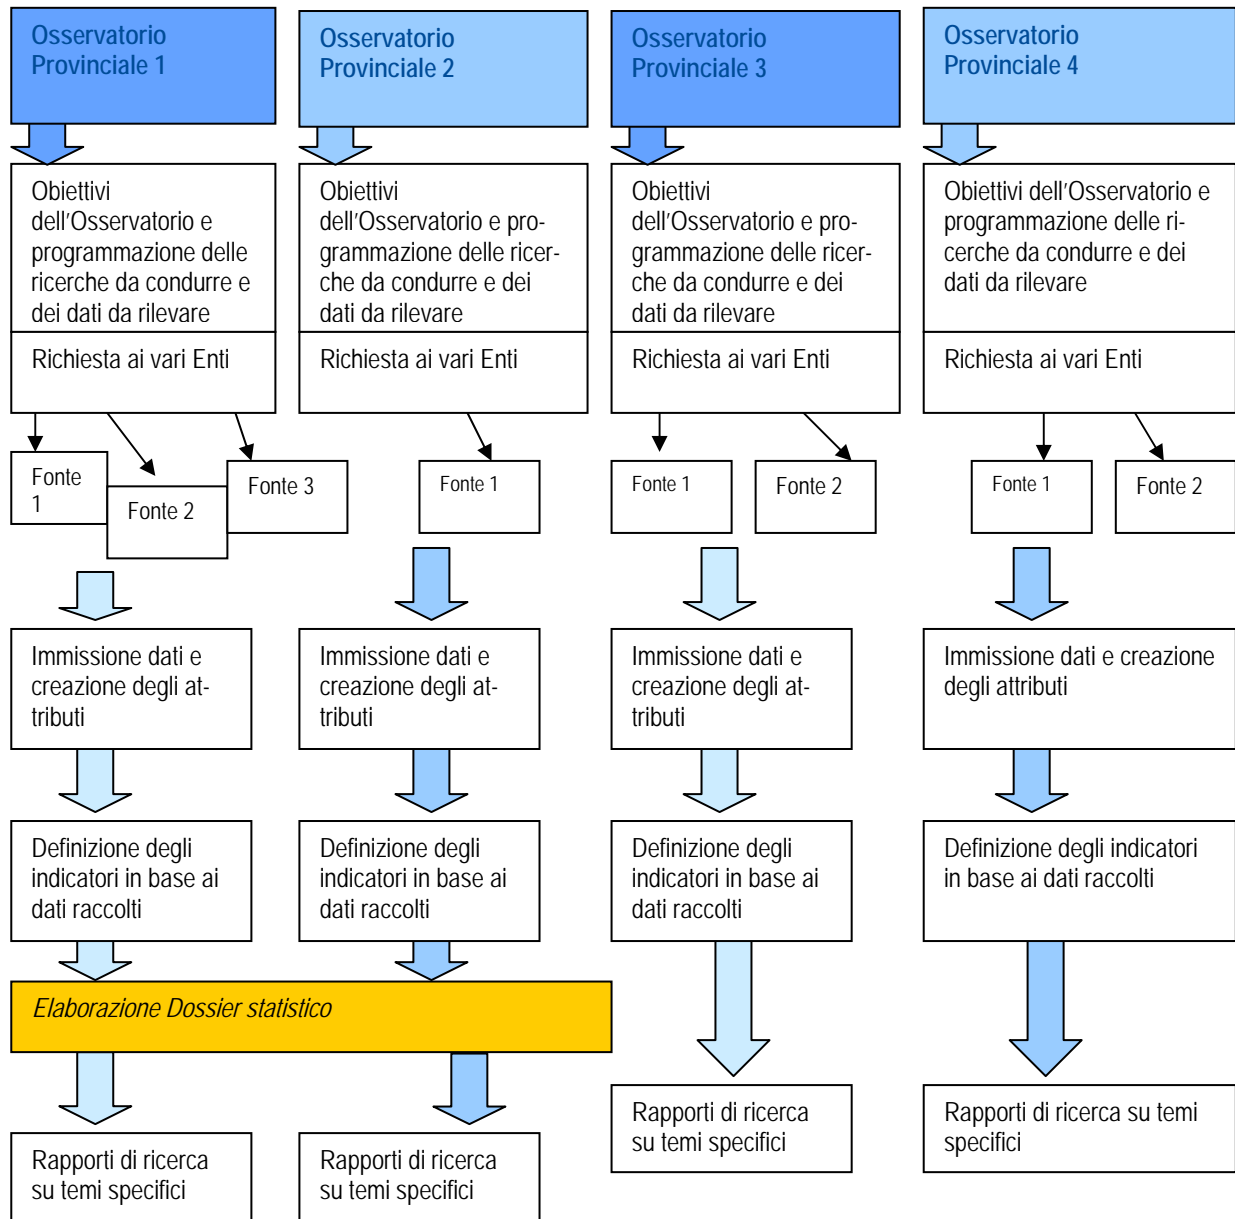 Osservatorio
Provinciale 1
Osservatorio
Provinciale 2
Osservatorio
Provinciale 3
Osservatorio
Provinciale 4
Obiettivi
dell'Osservatorio e
programmazione delle
ricerche da condurre e
dei dati da rilevare
Obiettivi
dell'Osservatorio e pro-
grammazione delle ricer-
che da condurre e dei
dati da rilevare
Obiettivi
dell'Osservatorio e pro-
grammazione delle ricer-
che da condurre e dei
dati da rilevare
Obiettivi dell'Osservatorio e
programmazione delle ri-
cerche da condurre e dei
dati da rilevare
Richiesta ai vari Enti
Richiesta ai vari Enti
Richiesta ai vari Enti
Richiesta ai vari Enti
Fonte
1
Fonte 2
Fonte 3
Fonte 1
Fonte 1
Fonte 2
Fonte 1
Fonte 2
Immissione dati e
creazione degli at-
tributi
Immissione dati e
creazione degli at-
tributi
Immissione dati e
creazione degli at-
tributi
Immissione dati e creazione
degli attributi
Definizione degli
indicatori in base ai
dati raccolti
Definizione degli
indicatori in base ai
dati raccolti
Definizione degli
indicatori in base ai
dati raccolti
Definizione degli indicatori
in base ai dati raccolti
Elaborazione Dossier statistico
Rapporti di ricerca
su temi specifici
Rapporti di ricerca
su temi specifici
Rapporti di ricerca
su temi specifici
Rapporti di ricerca su temi
specifici